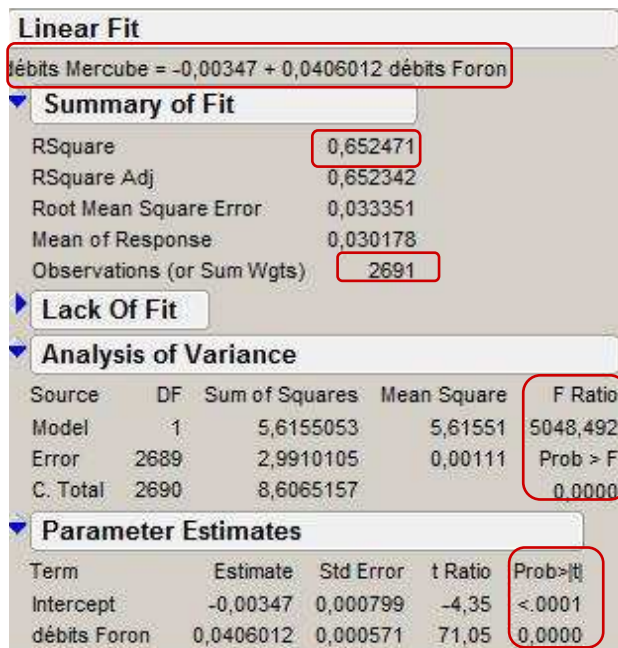 Linear Fit
débits Mercube = -0,00347 + 0,0406012 débits Foron
Summary of Fit
RSquare 0,652471
RSquare Adj 0,652342
Root Mean Square Error 0,033351
Mean of Response 0,030178
Observations (or Sum Wgts) 2691
Lack Of Fit
Analysis of Variance
Source DF Sum of Squares Mean Square F Ratio
Model 1 5,6155053 5,61551 5048,492
Error 2689 2,9910105 0,00111 Prob > F
C. Total 2690 8,6065157 0,0000
Parameter Estimates
Term Estimate Std Error t Ratio Prob>|t|
Intercept -0,00347 0,000799 -4,35 <.0001
débits Foron 0,0406012 0,000571 71,05 0,0000